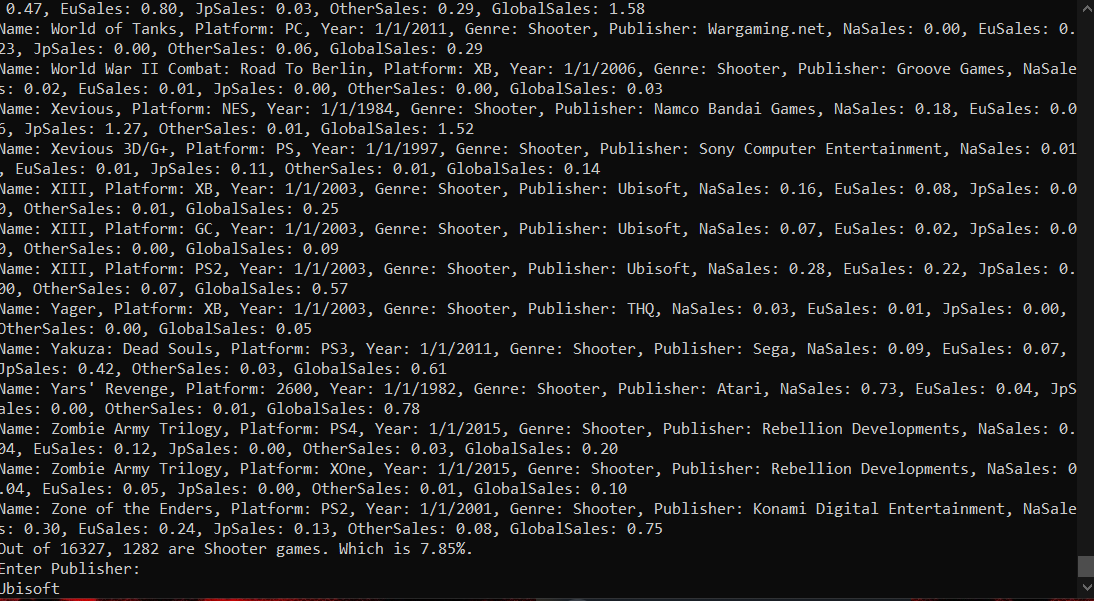 0.47, EuSales: 0.80, JpSales: 0.03, OtherSales: 0.29, GlobalSales: 1.58
Name: World of Tanks, Platform: PC, Year: 1/1/2011, Genre: Shooter, Publisher: Wargaming.net, NaSales: 0.00, EuSales: 0.
23, JpSales: 0.00, OtherSales: 0.06, GlobalSales: 0.29
Name: World War II Combat: Road To Berlin, Platform: XB, Year: 1/1/2006, Genre: Shooter, Publisher: Groove Games, NaSale
s: 0.02, EuSales: 0.01, JpSales: 0.00, OtherSales: 0.00, GlobalSales: 0.03
Name: Xevious, Platform: NES, Year: 1/1/1984, Genre: Shooter, Publisher: Namco Bandai Games, NaSales: 0.18, EuSales: 0.0
6, JpSales: 1.27, OtherSales: 0.01, GlobalSales: 1.52
Name: Xevious 3D/G+, Platform: PS, Year: 1/1/1997, Genre: Shooter, Publisher: Sony Computer Entertainment, NaSales: 0.01
, EuSales: 0.01, JpSales: 0.11, OtherSales: 0.01, GlobalSales: 0.14
Name: XIII, Platform: XB, Year: 1/1/2003, Genre: Shooter, Publisher: Ubisoft, NaSales: 0.16, EuSales: 0.08, JpSales: 0.0
0, OtherSales: 0.01, GlobalSales: 0.25
Name: XIII, Platform: GC, Year: 1/1/2003, Genre: Shooter, Publisher: Ubisoft, NaSales: 0.07, EuSales: 0.02, JpSales: 0.0
0, OtherSales: 0.00, GlobalSales: 0.09
Name: XIII, Platform: PS2, Year: 1/1/2003, Genre: Shooter, Publisher: Ubisoft, NaSales: 0.28, EuSales: 0.22, JpSales: 0.
00, OtherSales: 0.07, GlobalSales: 0.57
Name: Yager, Platform: XB, Year: 1/1/2003, Genre: Shooter, Publisher: THQ, NaSales: 0.03, EuSales: 0.01, JpSales: 0.00,
OtherSales: 0.00, GlobalSales: 0.05
Name: Yakuza: Dead Souls, Platform: PS3, Year: 1/1/2011, Genre: Shooter, Publisher: Sega, NaSales: 0.09, EuSales: 0.07,
JpSales: 0.42, OtherSales: 0.03, GlobalSales: 0.61
Name: Yars' Revenge, Platform: 2600, Year: 1/1/1982, Genre: Shooter, Publisher: Atari, NaSales: 0.73, EuSales: 0.04, JpS
ales: 0.00, OtherSales: 0.01, GlobalSales: 0.78
Name: Zombie Army Trilogy, Platform: PS4, Year: 1/1/2015, Genre: Shooter, Publisher: Rebellion Developments, NaSales: 0.
04, EuSales: 0.12, JpSales: 0.00, OtherSales: 0.03, GlobalSales: 0.20
Name: Zombie Army Trilogy, Platform: XOne, Year: 1/1/2015, Genre: Shooter, Publisher: Rebellion Developments, NaSales: 0
.04, EuSales: 0.05, JpSales: 0.00, OtherSales: 0.01, GlobalSales: 0.10
Name: Zone of the Enders, Platform: PS2, Year: 1/1/2001, Genre: Shooter, Publisher: Konami Digital Entertainment, NaSale
s: 0.30, EuSales: 0.24, JpSales: 0.13, OtherSales: 0.08, GlobalSales: 0.75
Out of 16327, 1282 are Shooter games. Which is 7.85%.
Enter Publisher:
Ubisoft